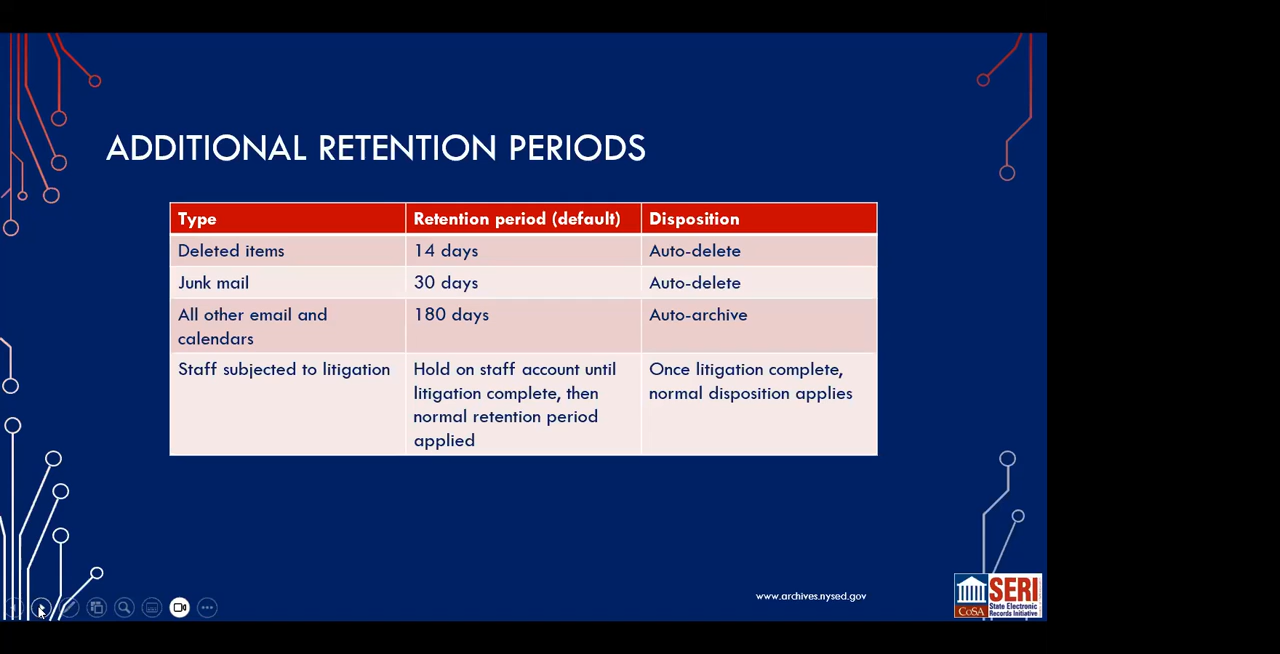 ADDITIONAL RETENTION PERIODS
Type Retention period (default) Disposition
Deleted items 14 days Auto-delete
Junk mail 30 days Auto-delete
All other email and
calendars
180 days
Auto-archive
Staff subjected to litigation
Hold on staff account until
litigation complete, then
normal retention period
applied
Once litigation complete,
normal disposition applies
www.archives.nysed.gov
CoSA
SERI
State Electronic
Records Initiative